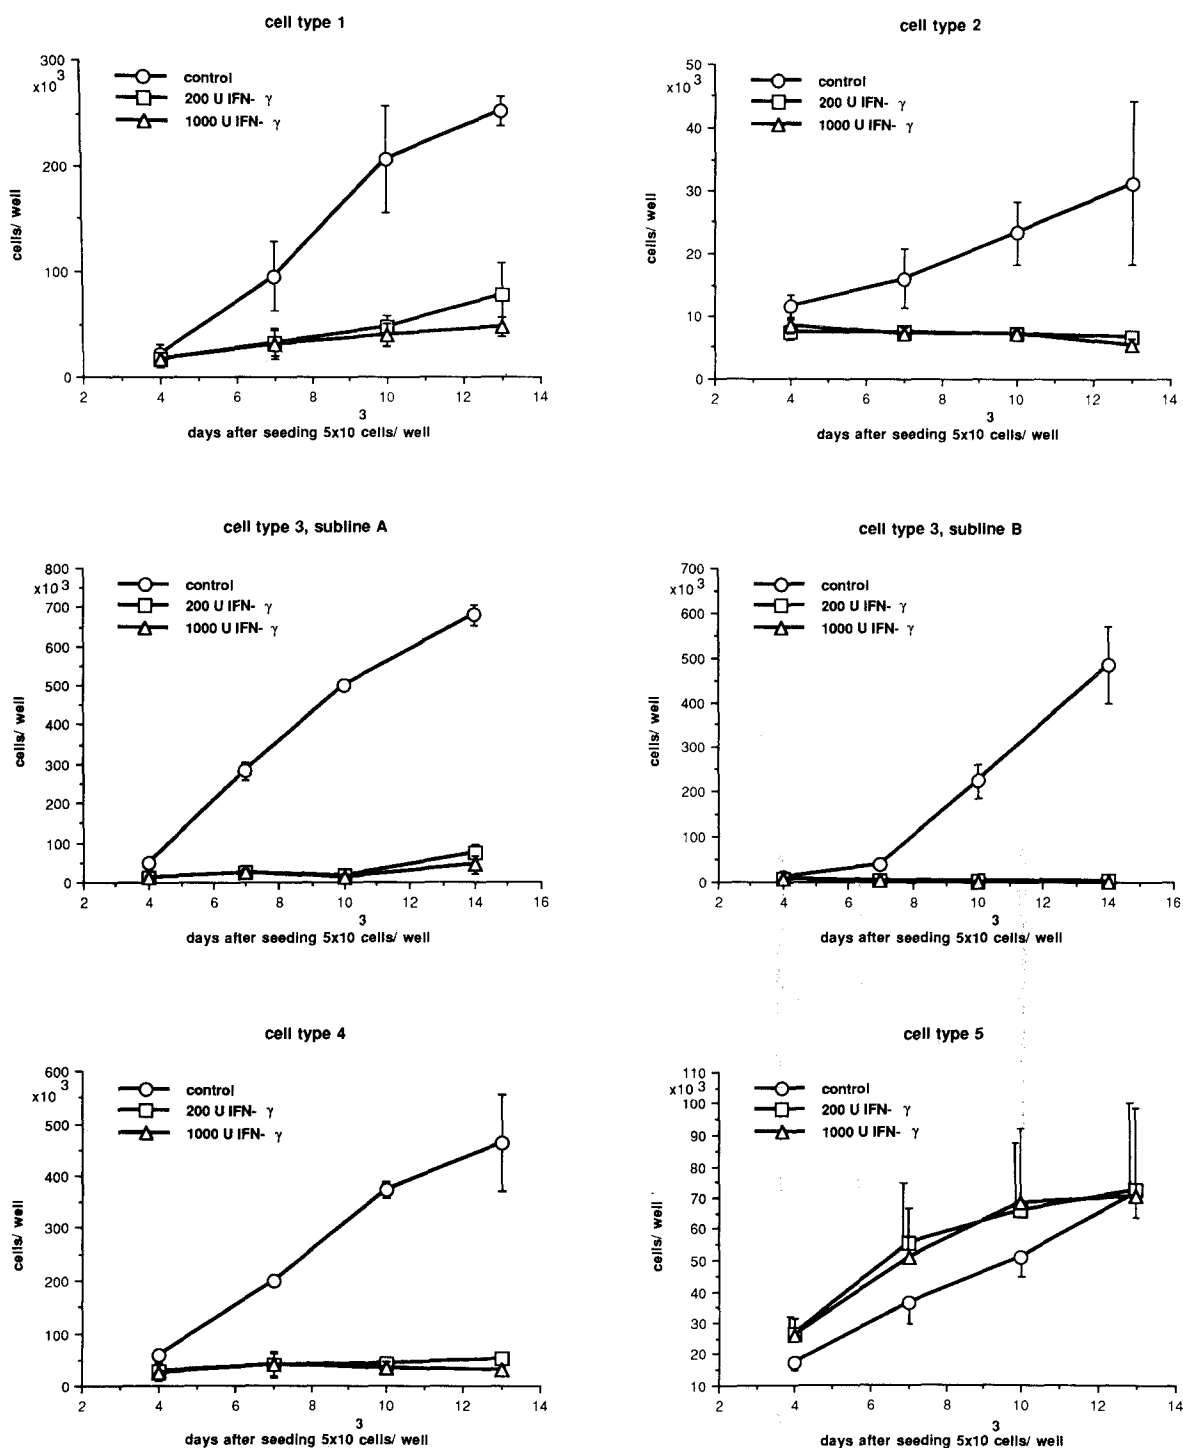 cell type 1
300
x10 3
200
100
0
cells/ well
control
200 U IFN- γ
1000 U IFN- γ
2 4 6 8 10 12 14
3
days after seeding 5x10 cells/ well
cell type 2
50
x10 3
40
30
20
10
0
cells/ well
control
200 U IFN- γ
1000 U IFN- γ
2 4 6 8 10 12 14
3
days after seeding 5x10 cells/ well
cell type 3, subline A
800
x10 3
700
600
500
400
300
200
100
0
cells/ well
control
200 U IFN- γ
1000 U IFN- γ
2 4 6 8 10 12 14 16
3
days after seeding 5x10 cells/ well
cell type 3, subline B
700
x10 3
600
500
400
300
200
100
0
cells/ well
control
200 U IFN- γ
1000 U IFN- γ
2 4 6 8 10 12 14 16
3
days after seeding 5x10 cells/ well
cell type 4
600
x10 3
500
400
300
200
100
0
cells/ well
control
200 U IFN- γ
1000 U IFN- γ
2 4 6 8 10 12 14
3
days after seeding 5x10 cells/ well
cell type 5
110
x10 3
100
90
80
70
60
50
40
30
20
10
cells/ well
control
200 U IFN- γ
1000 U IFN- γ
2 4 6 8 10 12 14
3
days after seeding 5x10 cells/ well